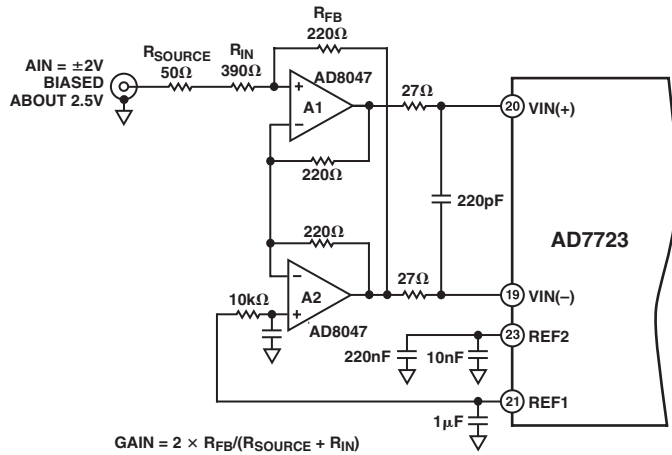 R_FB
220Ω
AIN = ±2V
BIASED
ABOUT 2.5V
R_SOURCE
50Ω
R_IN
390Ω
AD8047
+
A1
−
27Ω
20 VIN(+)
220Ω
220pF
AD7723
220Ω
−
A2
+
AD8047
10kΩ
27Ω
19 VIN(−)
23 REF2
220nF
10nF
21 REF1
1μF
GAIN = 2 × R_FB/(R_SOURCE + R_IN)